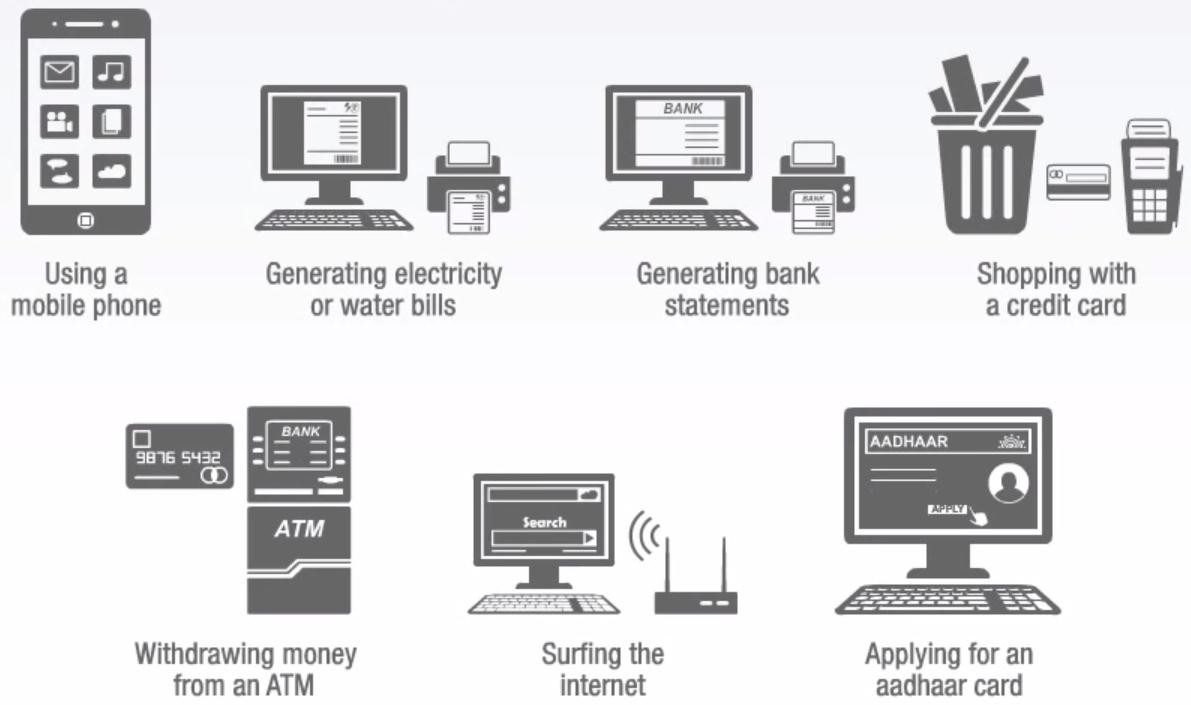 Using a
mobile phone
BANK
BANK
Generating electricity
or water bills
Generating bank
statements
Shopping with
a credit card
9876 5432
BANK
ATM
Search
AADHAAR
APPLY
Withdrawing money
from an ATM
Surfing the
internet
Applying for an
aadhaar card